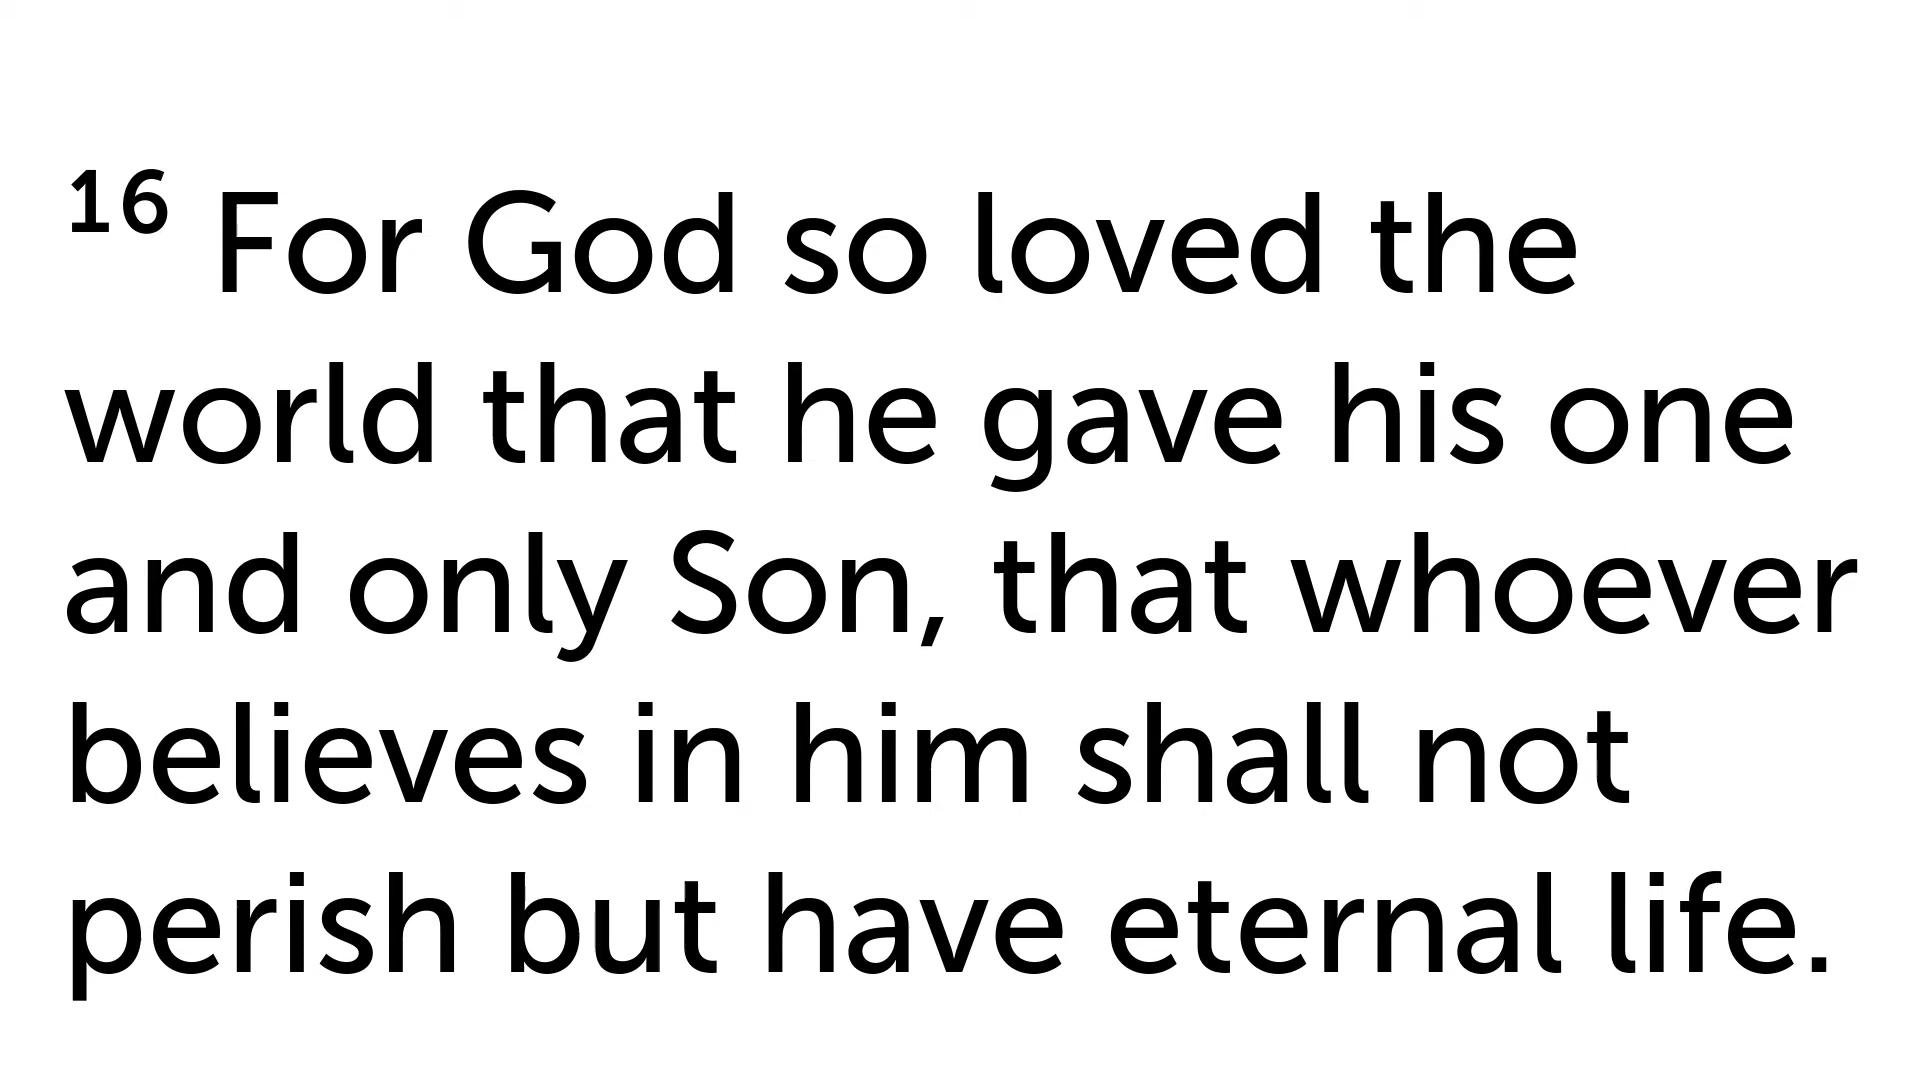 16 For God so loved the
world that he gave his one
and only Son, that whoever
believes in him shall not
perish but have eternal life.